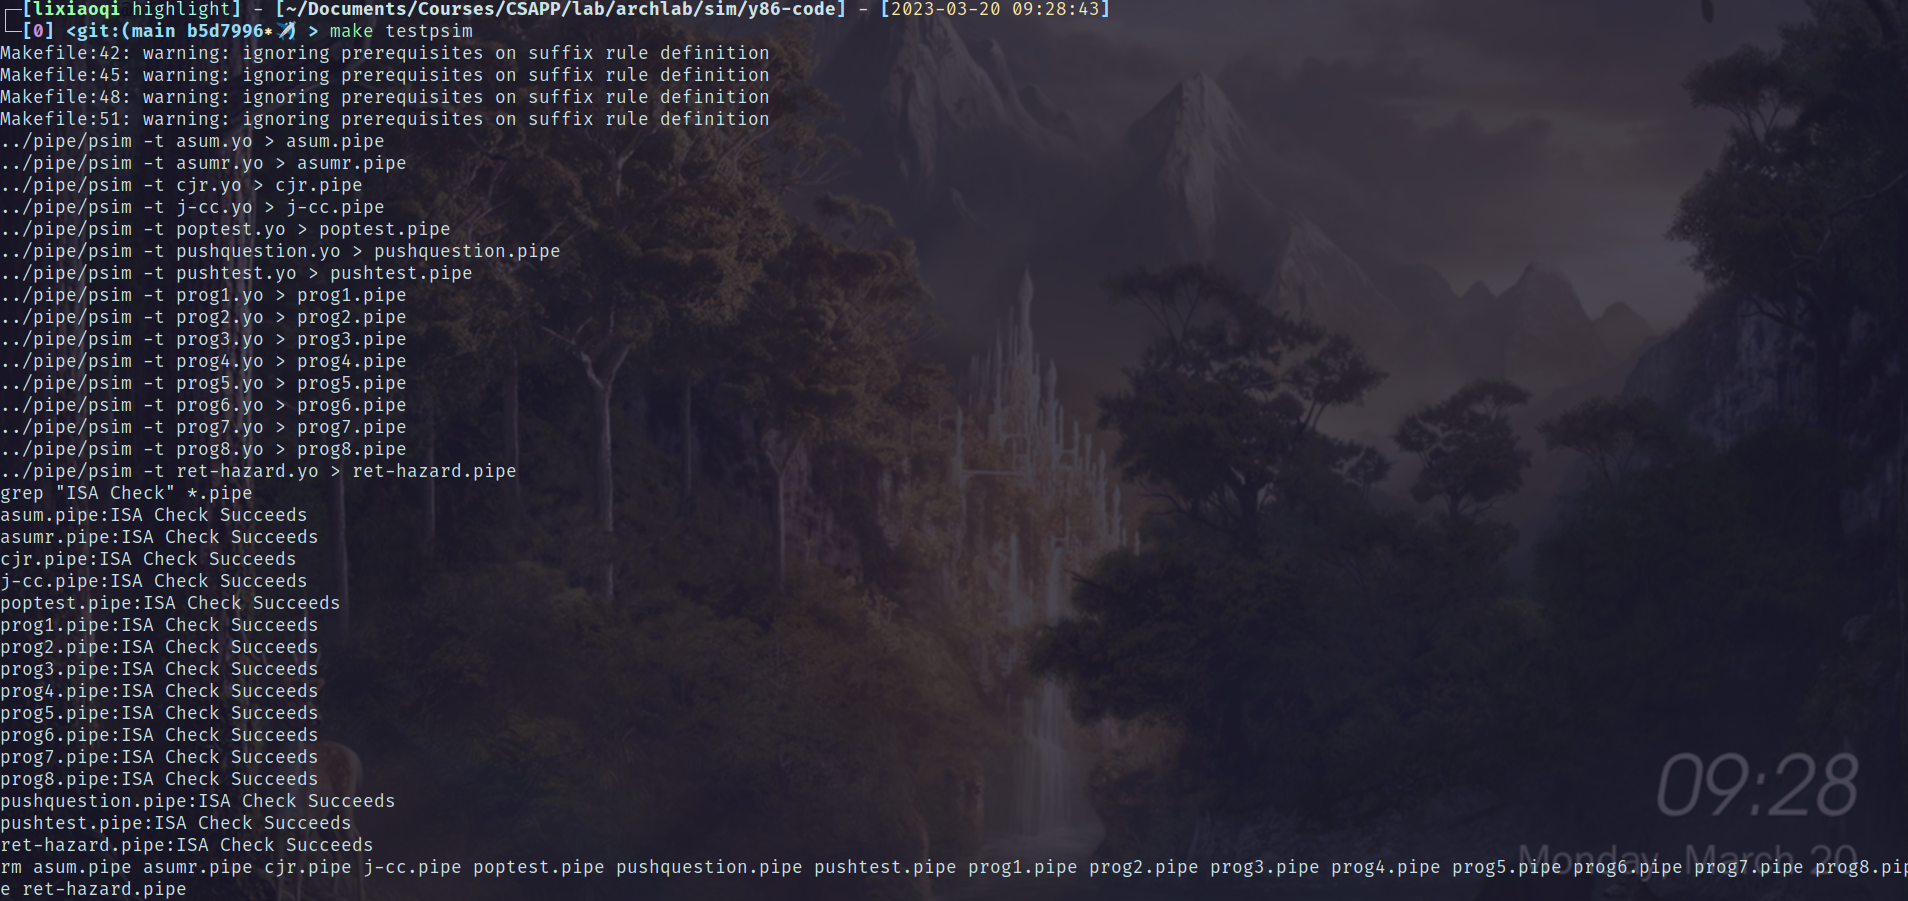 ┌─[lixiaoqi highlight] - [~/Documents/Courses/CSAPP/lab/archlab/sim/y86-code] - [2023-03-20 09:28:43]
└─[0] <git:(main b5d7996*✈) > make testpsim
Makefile:42: warning: ignoring prerequisites on suffix rule definition
Makefile:45: warning: ignoring prerequisites on suffix rule definition
Makefile:48: warning: ignoring prerequisites on suffix rule definition
Makefile:51: warning: ignoring prerequisites on suffix rule definition
../pipe/psim -t asum.yo > asum.pipe
../pipe/psim -t asumr.yo > asumr.pipe
../pipe/psim -t cjr.yo > cjr.pipe
../pipe/psim -t j-cc.yo > j-cc.pipe
../pipe/psim -t poptest.yo > poptest.pipe
../pipe/psim -t pushquestion.yo > pushquestion.pipe
../pipe/psim -t pushtest.yo > pushtest.pipe
../pipe/psim -t prog1.yo > prog1.pipe
../pipe/psim -t prog2.yo > prog2.pipe
../pipe/psim -t prog3.yo > prog3.pipe
../pipe/psim -t prog4.yo > prog4.pipe
../pipe/psim -t prog5.yo > prog5.pipe
../pipe/psim -t prog6.yo > prog6.pipe
../pipe/psim -t prog7.yo > prog7.pipe
../pipe/psim -t prog8.yo > prog8.pipe
../pipe/psim -t ret-hazard.yo > ret-hazard.pipe
grep "ISA Check" *.pipe
asum.pipe:ISA Check Succeeds
asumr.pipe:ISA Check Succeeds
cjr.pipe:ISA Check Succeeds
j-cc.pipe:ISA Check Succeeds
poptest.pipe:ISA Check Succeeds
prog1.pipe:ISA Check Succeeds
prog2.pipe:ISA Check Succeeds
prog3.pipe:ISA Check Succeeds
prog4.pipe:ISA Check Succeeds
prog5.pipe:ISA Check Succeeds
prog6.pipe:ISA Check Succeeds
prog7.pipe:ISA Check Succeeds
prog8.pipe:ISA Check Succeeds
pushquestion.pipe:ISA Check Succeeds
pushtest.pipe:ISA Check Succeeds
ret-hazard.pipe:ISA Check Succeeds
rm asum.pipe asumr.pipe cjr.pipe j-cc.pipe poptest.pipe pushquestion.pipe pushtest.pipe prog1.pipe prog2.pipe prog3.pipe prog4.pipe prog5.pipe prog6.pipe prog7.pipe prog8.pip
e ret-hazard.pipe
09:28
Monday, March 20